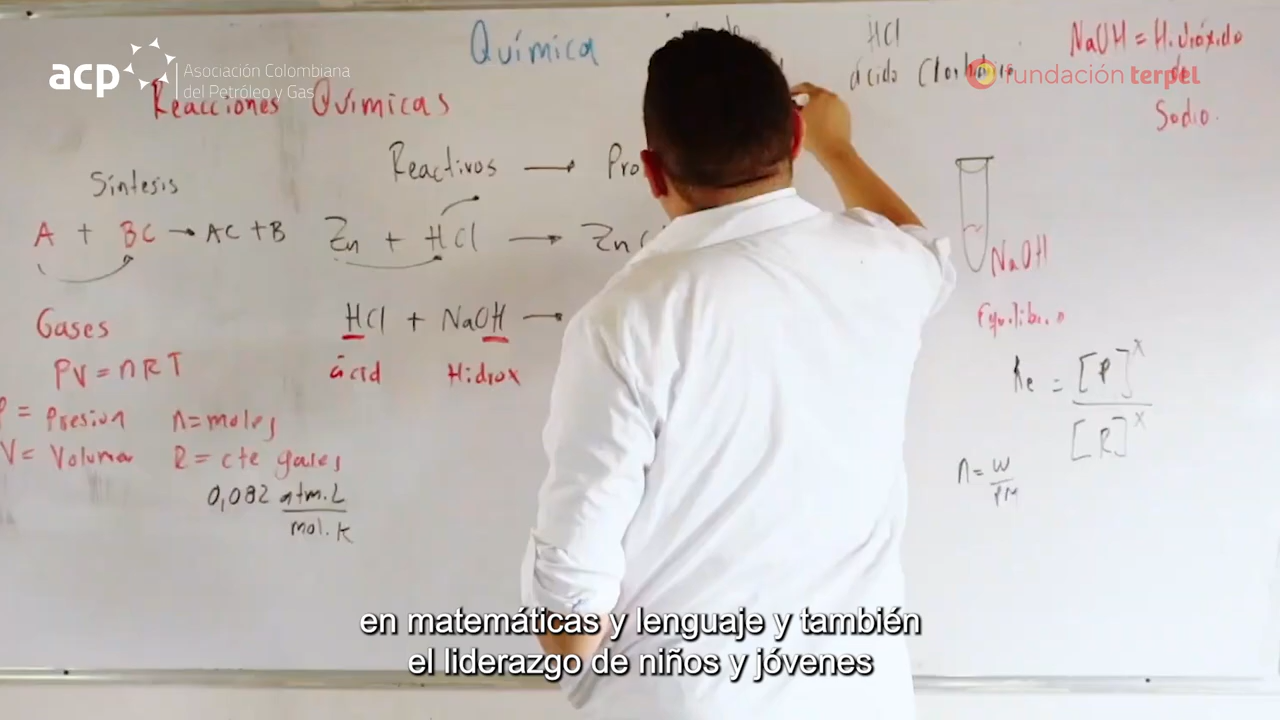 Química
HCl
NaOH = Hidróxido
de
Sodio.
ácido Clorhídrico
acp
Asociación Colombiana
del Petróleo y Gas
fundación terpel
Reacciones Químicas
Reactivos → Pro
Síntesis
A + BC → AC + B
Zn + HCl → Zn
NaOH
HCl + NaOH →
ácid Hidrox
Gases
PV = nRT
P = Presion n = moles
V = Volumen R = cte gases
0,082 atm.L
mol.K
Equilibrio
Ke = [P]ˣ
[R]ˣ
n = w
PM
en matemáticas y lenguaje y también
el liderazgo de niños y jóvenes